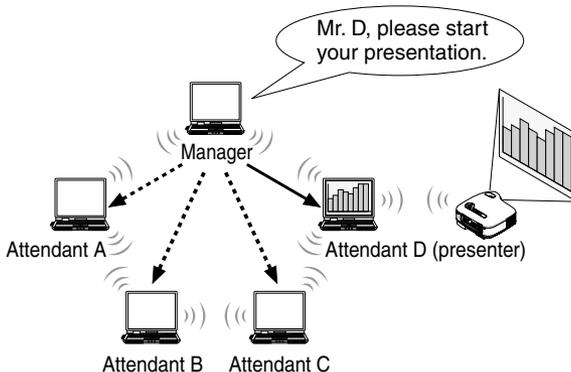 Mr. D, please start
your presentation.
Manager
Attendant A
Attendant D (presenter)
Attendant B
Attendant C